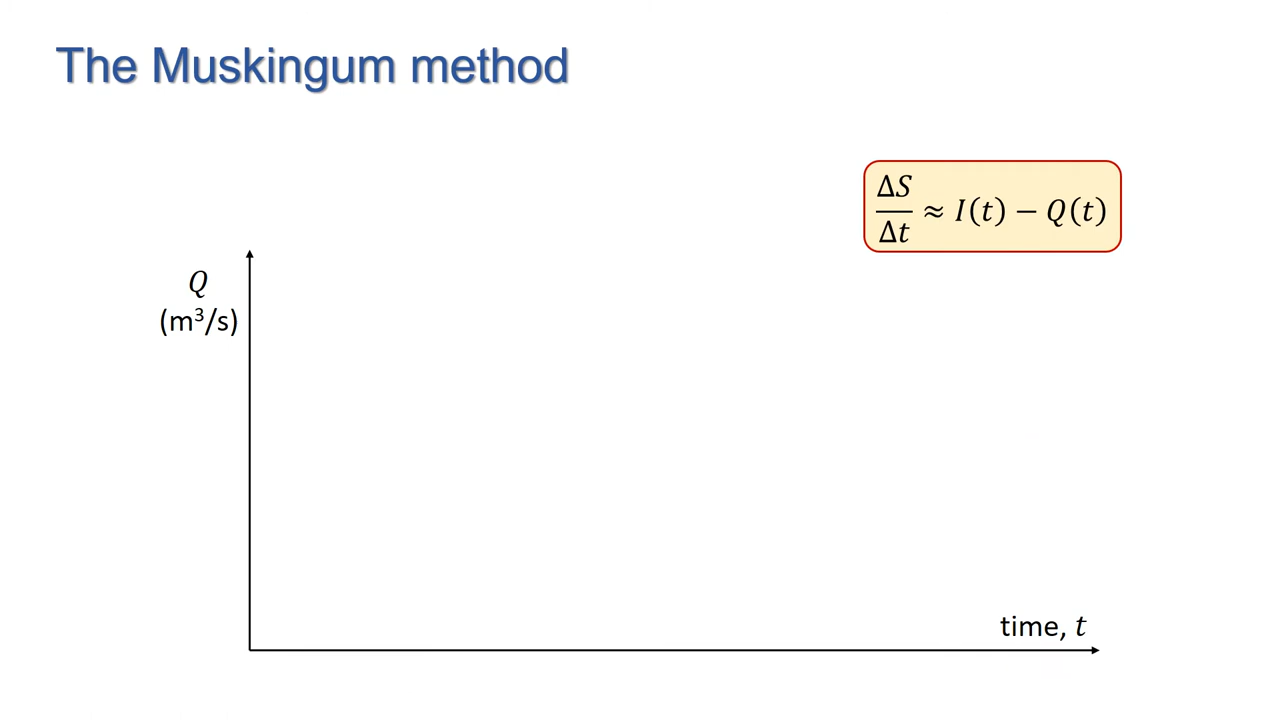 The Muskingum method
ΔS/Δt ≈ I(t) − Q(t)
Q
(m³/s)
time, t